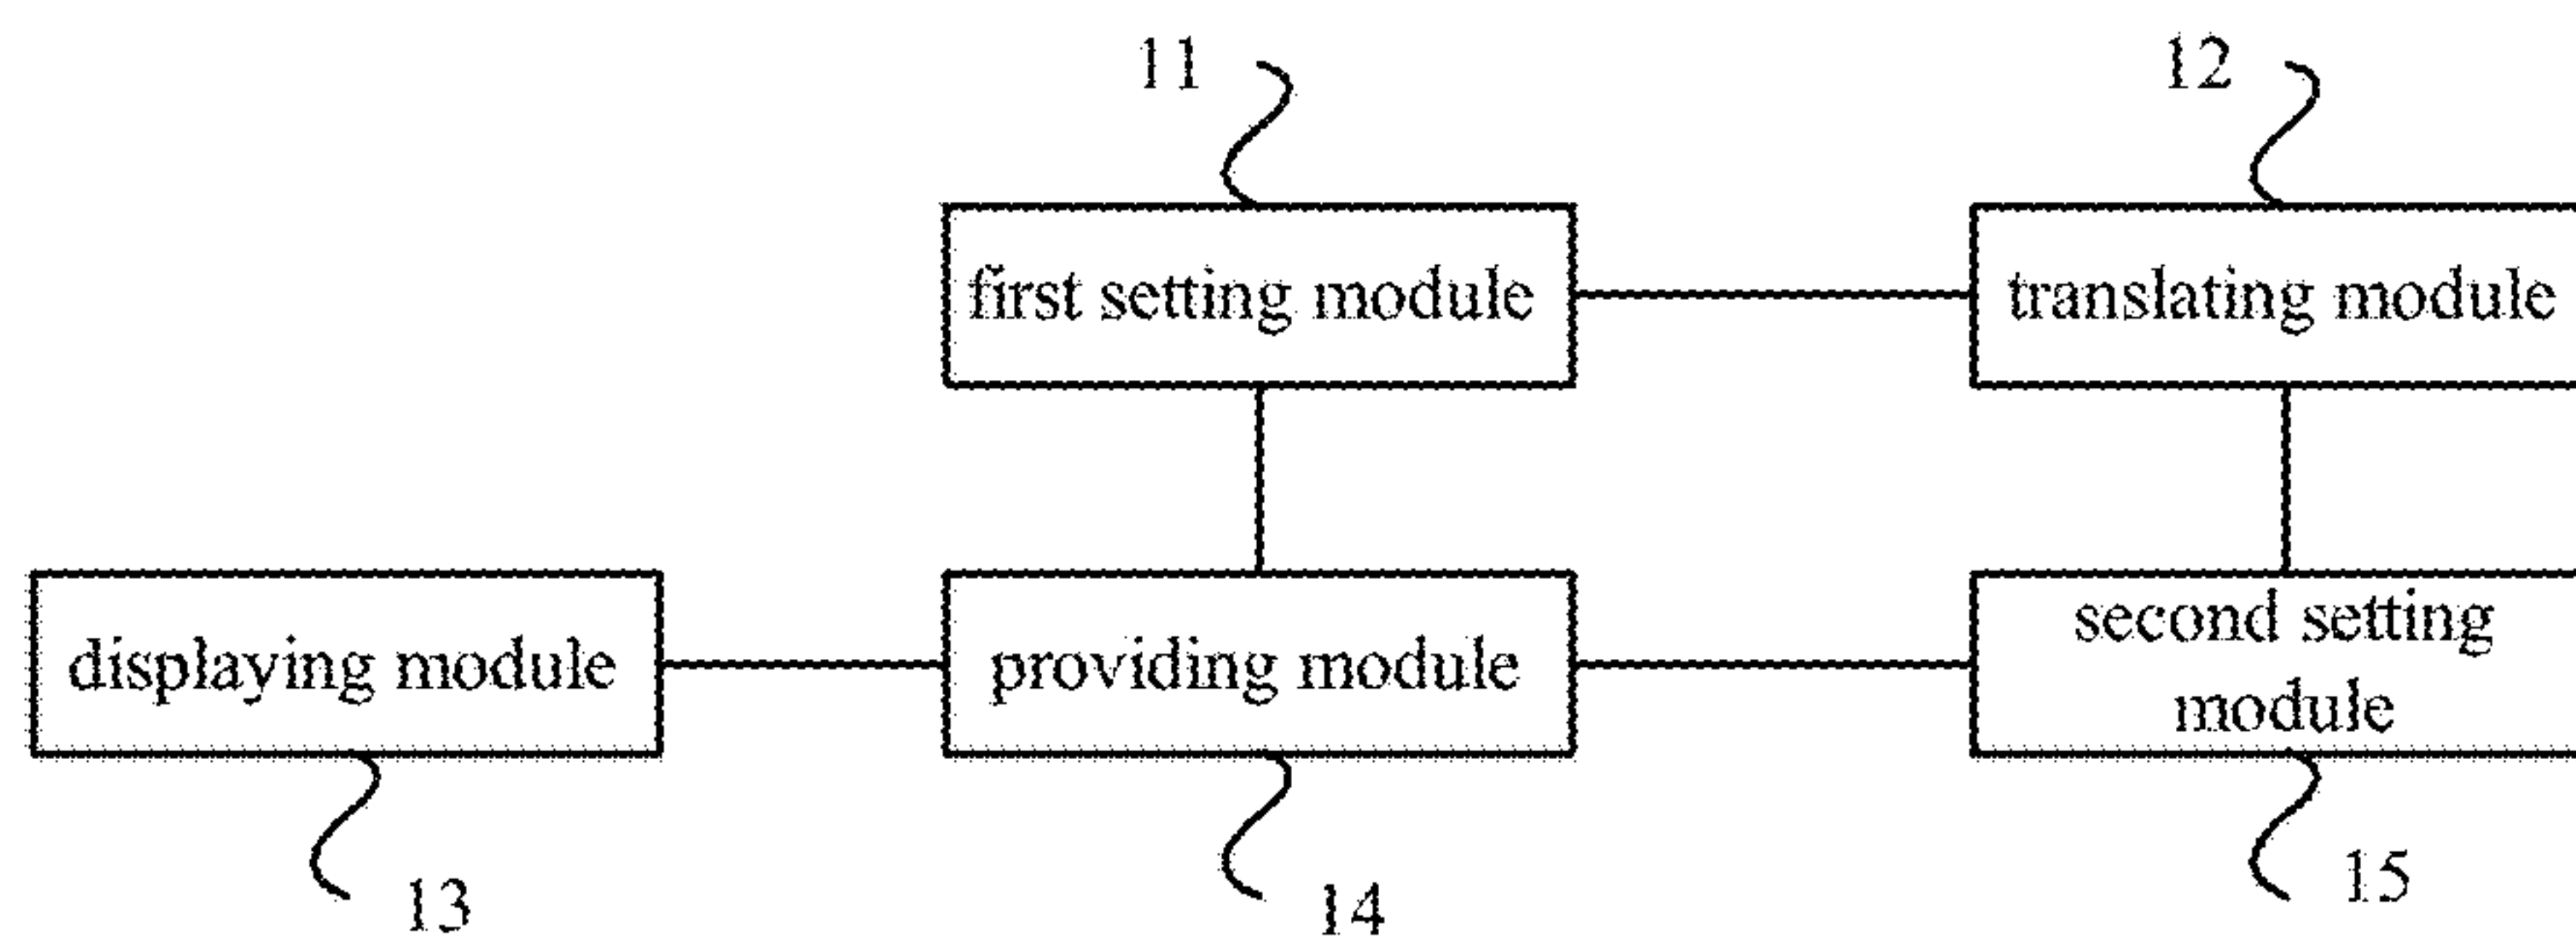 11
12
first setting module
translating module
displaying module
providing module
second setting
module
13
14
15